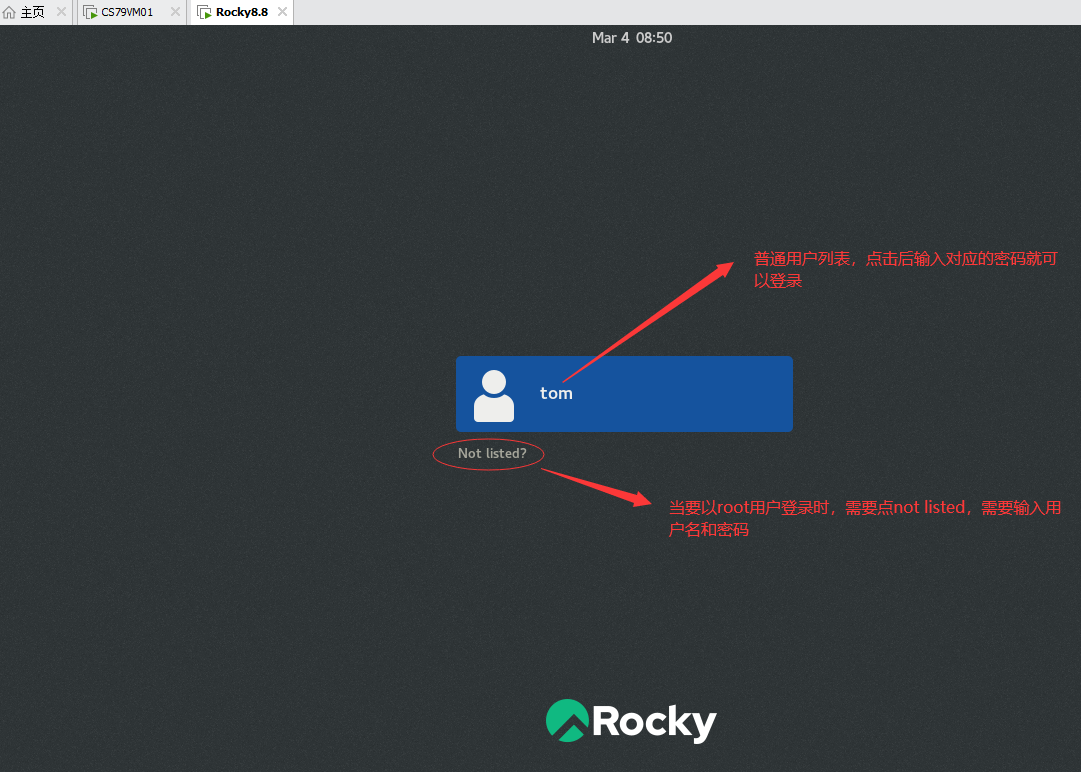 主页
CS79VM01
Rocky8.8
Mar 4 08:50
普通用户列表，点击后输入对应的密码就可
以登录
tom
Not listed?
当要以root用户登录时，需要点not listed，需要输入用
户名和密码
Rocky